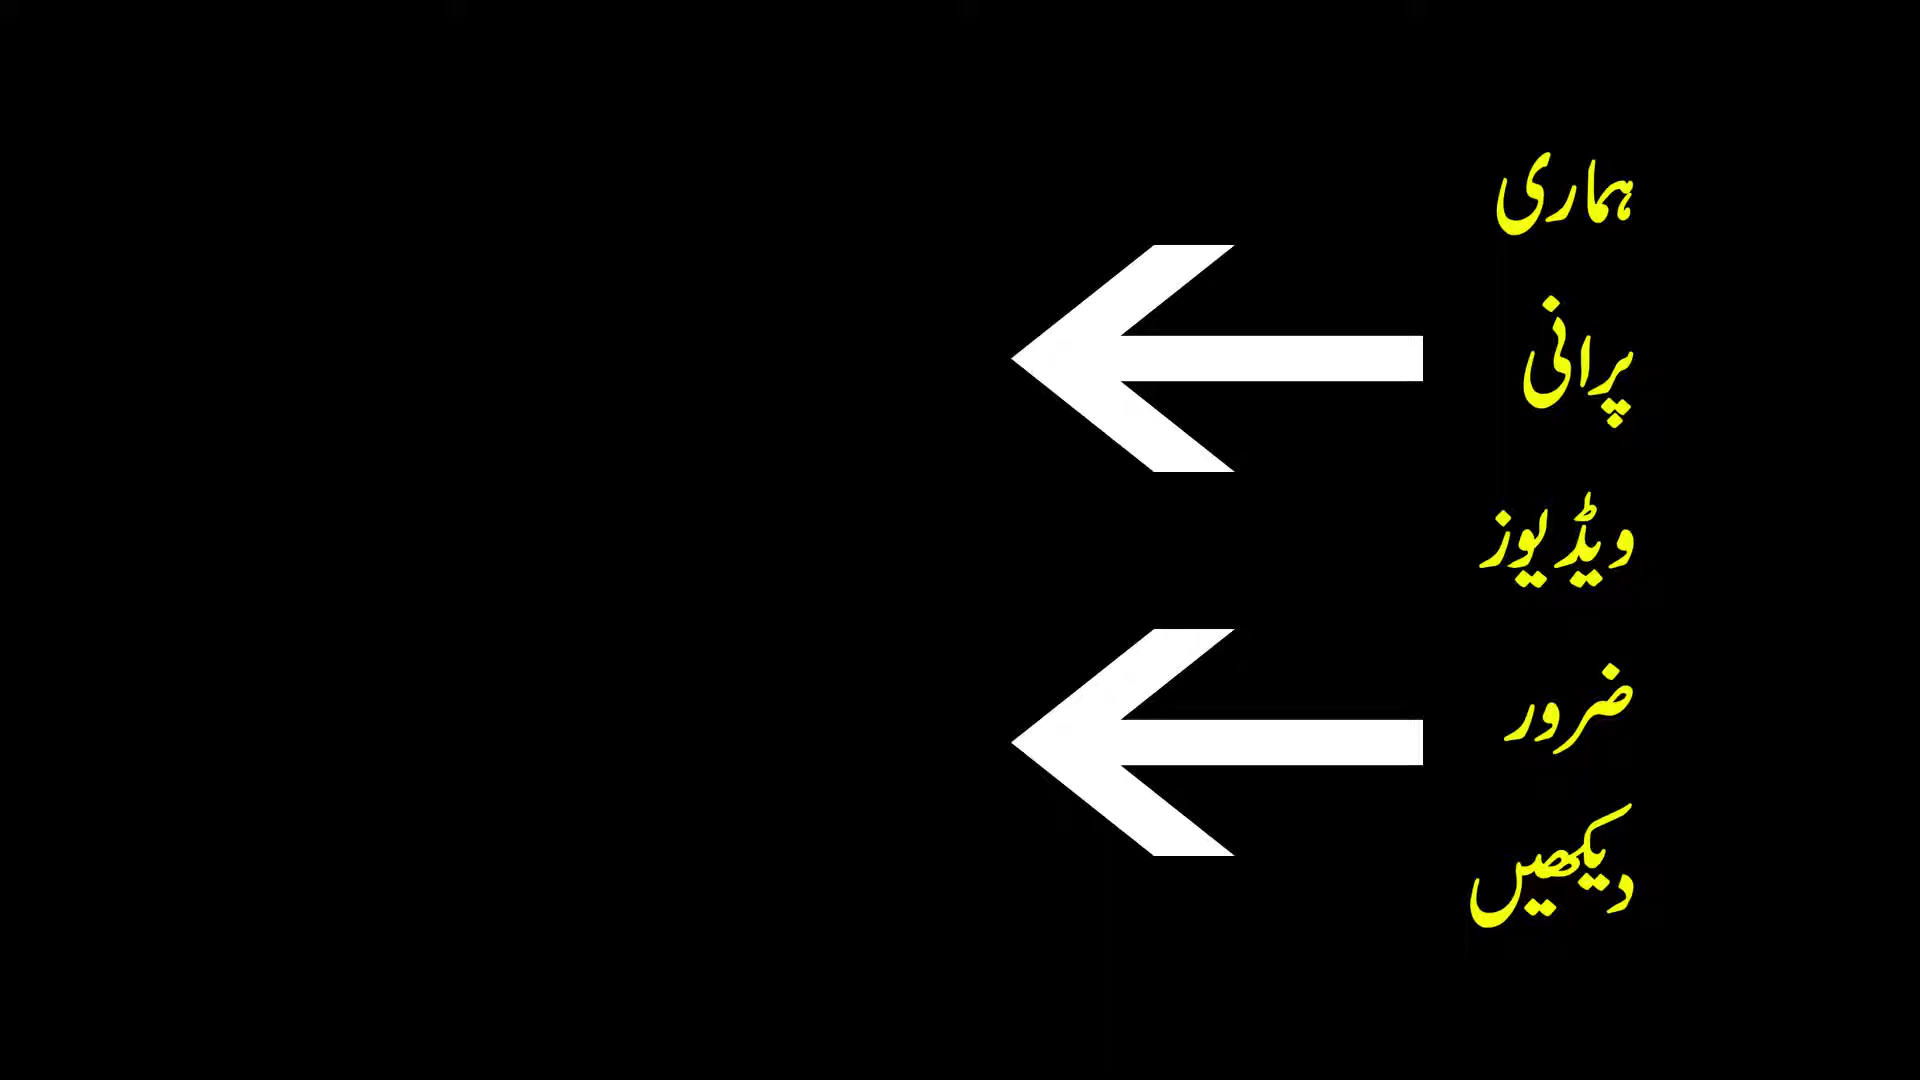 ہماری
پرانی
ویڈیوز
ضرور
دیکھیں